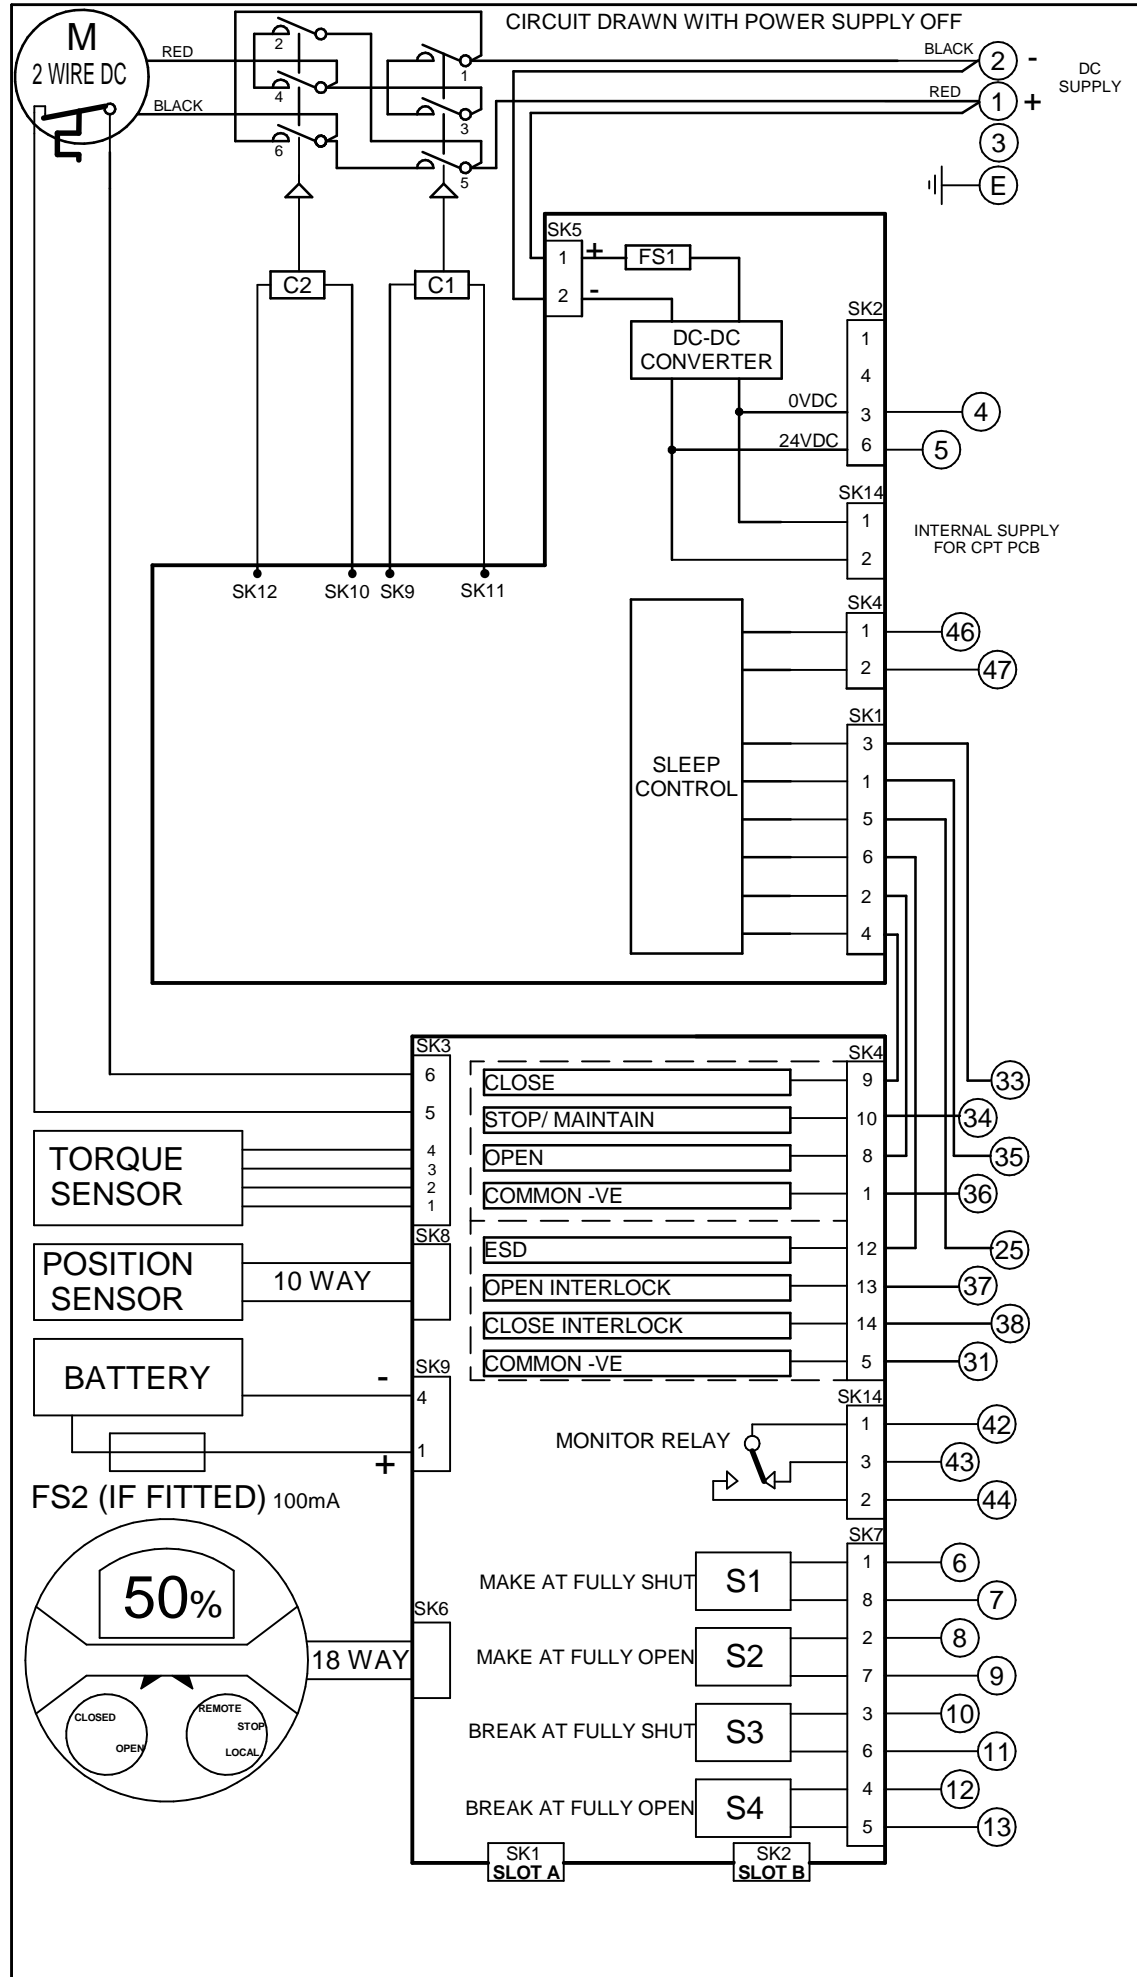 CIRCUIT DRAWN WITH POWER SUPPLY OFF
M
2 WIRE DC
RED
BLACK
2
4
6
1
3
5
BLACK
2 -
RED
1 +
DC
SUPPLY
3
E
C2
C1
SK12
SK10
SK9
SK11
SK5
1 +
2 -
FS1
DC-DC
CONVERTER
0VDC
24VDC
SK2
1
4
3
6
4
5
SK14
1
2
INTERNAL SUPPLY
FOR CPT PCB
SLEEP
CONTROL
SK4
1
2
46
47
SK1
3
1
5
6
2
4
SK3
6
5
4
3
2
1
TORQUE
SENSOR
POSITION
SENSOR
10 WAY
SK8
BATTERY
-
+
SK9
4
1
FS2 (IF FITTED) 100mA
50%
CLOSED
OPEN
REMOTE
STOP
LOCAL
18 WAY
SK6
SK4
CLOSE
9
33
STOP/ MAINTAIN
10
34
OPEN
8
35
COMMON -VE
1
36
ESD
12
25
OPEN INTERLOCK
13
37
CLOSE INTERLOCK
14
38
COMMON -VE
5
31
SK14
MONITOR RELAY
1
42
3
43
2
44
SK7
MAKE AT FULLY SHUT
S1
1
6
8
7
MAKE AT FULLY OPEN
S2
2
8
7
9
BREAK AT FULLY SHUT
S3
3
10
6
11
BREAK AT FULLY OPEN
S4
4
12
5
13
SK1
SLOT A
SK2
SLOT B